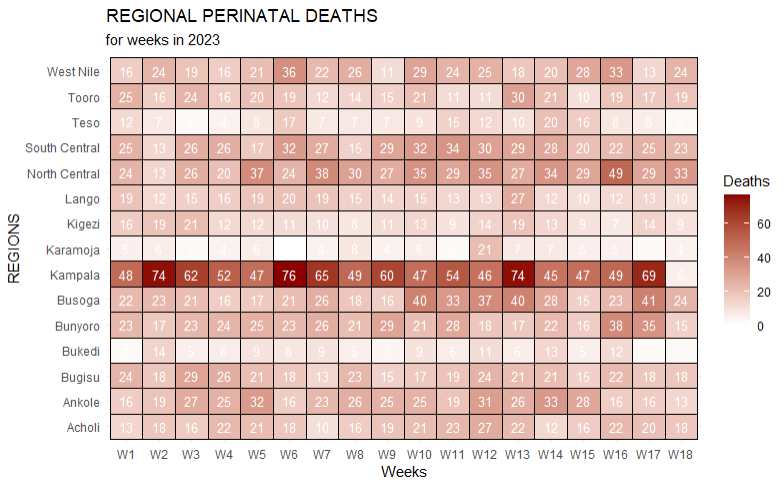 REGIONAL PERINATAL DEATHS
for weeks in 2023
West Nile 16 24 19 16 21 36 22 26 11 29 24 25 18 20 28 33 13 24
Tooro 25 16 24 16 20 19 12 14 15 21 11 11 30 21 10 19 17 19
Teso 12 7 4 8 17 7 7 7 9 15 12 10 20 16 8 6
South Central 25 13 26 26 17 32 27 15 29 32 34 30 29 28 20 22 25 23
North Central 24 13 26 20 37 24 38 30 27 35 29 35 27 34 29 49 29 33
Lango 19 12 15 16 19 20 19 15 14 15 13 13 27 12 10 12 13 10
Kigezi 16 19 21 12 12 11 10 8 11 13 9 14 19 13 9 7 14 9
Karamoja 5 6 4 6 4 8 4 6 21 7 7 5 5 4
Kampala 48 74 62 52 47 76 65 49 60 47 54 46 74 45 47 49 69 5
Busoga 22 23 21 16 17 21 26 18 16 40 33 37 40 28 15 23 41 24
Bunyoro 23 17 23 24 25 23 26 21 29 21 28 18 17 22 16 38 35 15
Bukedi 14 5 6 9 8 9 5 9 6 11 6 13 5 12
Bugisu 24 18 29 26 21 18 13 23 15 17 19 24 21 21 15 22 18 18
Ankole 16 19 27 25 32 16 23 26 25 25 19 31 26 33 28 16 16 13
Acholi 13 18 16 22 21 18 10 16 19 21 23 27 22 12 16 22 20 18
W1 W2 W3 W4 W5 W6 W7 W8 W9 W10 W11 W12 W13 W14 W15 W16 W17 W18
Weeks
REGIONS
Deaths
60
40
20
0